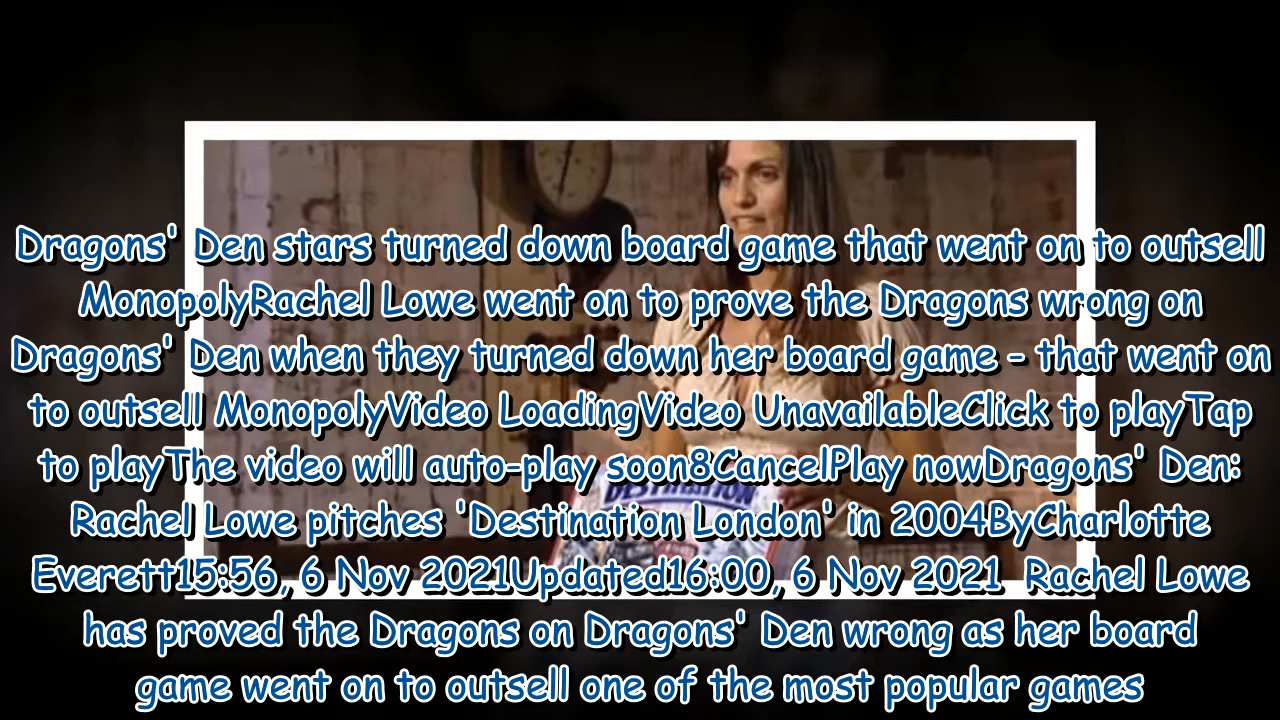 Dragons' Den stars turned down board game that went on to outsell
MonopolyRachel Lowe went on to prove the Dragons wrong on
Dragons' Den when they turned down her board game - that went on
to outsell MonopolyVideo LoadingVideo UnavailableClick to playTap
to playThe video will auto-play soon8CancelPlay nowDragons' Den:
Rachel Lowe pitches 'Destination London' in 2004ByCharlotte
Everett15:56, 6 Nov 2021Updated16:00, 6 Nov 2021 Rachel Lowe
has proved the Dragons on Dragons' Den wrong as her board
game went on to outsell one of the most popular games
DESTINATION